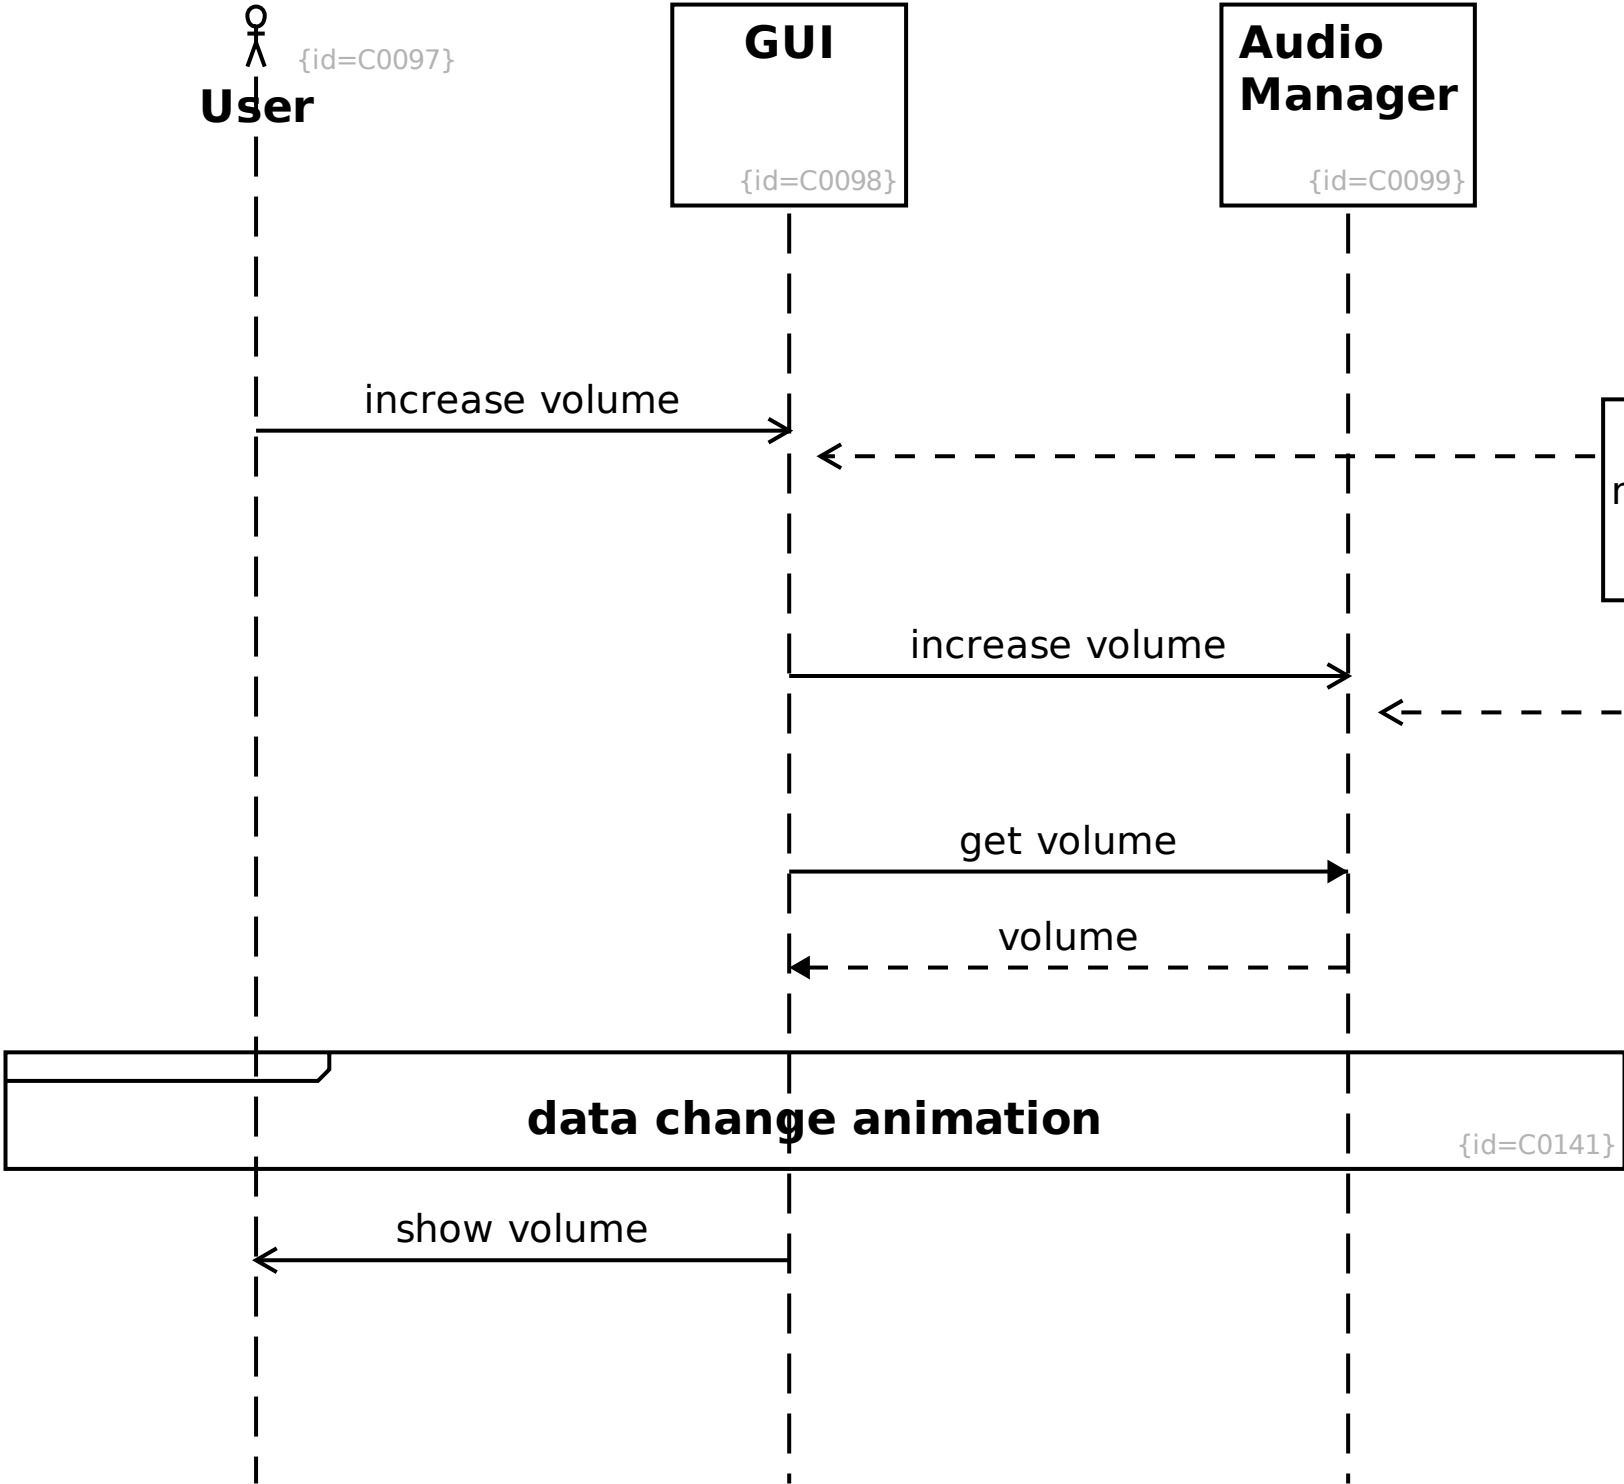 {id=C0097}
User
GUI
{id=C0098}
Audio
Manager
{id=C0099}
increase volume
increase volume
get volume
volume
data change animation
{id=C0141}
show volume